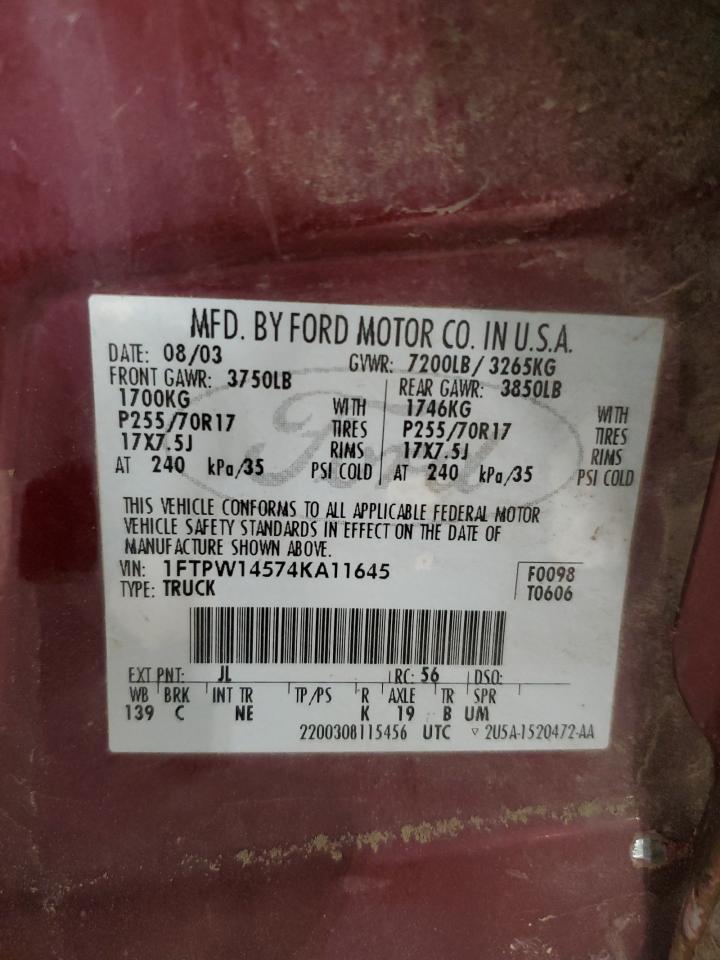 MFD. BY FORD MOTOR CO. IN U.S.A.
DATE: 08/03 GVWR: 7200LB / 3265KG
FRONT GAWR: 3750LB REAR GAWR: 3850LB
1700KG WITH 1746KG WITH
P255/70R17 TIRES P255/70R17 TIRES
17X7.5J RIMS 17X7.5J RIMS
AT 240 kPa/35 PSI COLD AT 240 kPa/35 PSI COLD
Ford
THIS VEHICLE CONFORMS TO ALL APPLICABLE FEDERAL MOTOR
VEHICLE SAFETY STANDARDS IN EFFECT ON THE DATE OF
MANUFACTURE SHOWN ABOVE.
VIN: 1FTPW14574KA11645 F0098
TYPE: TRUCK T0606
EXT PNT: JL RC: 56 DSO:
WB BRK INT TR TP/PS R AXLE TR SPR
139 C NE K 19 B UM
2200308115456 UTC ▽ 2U5A-1520472-AA